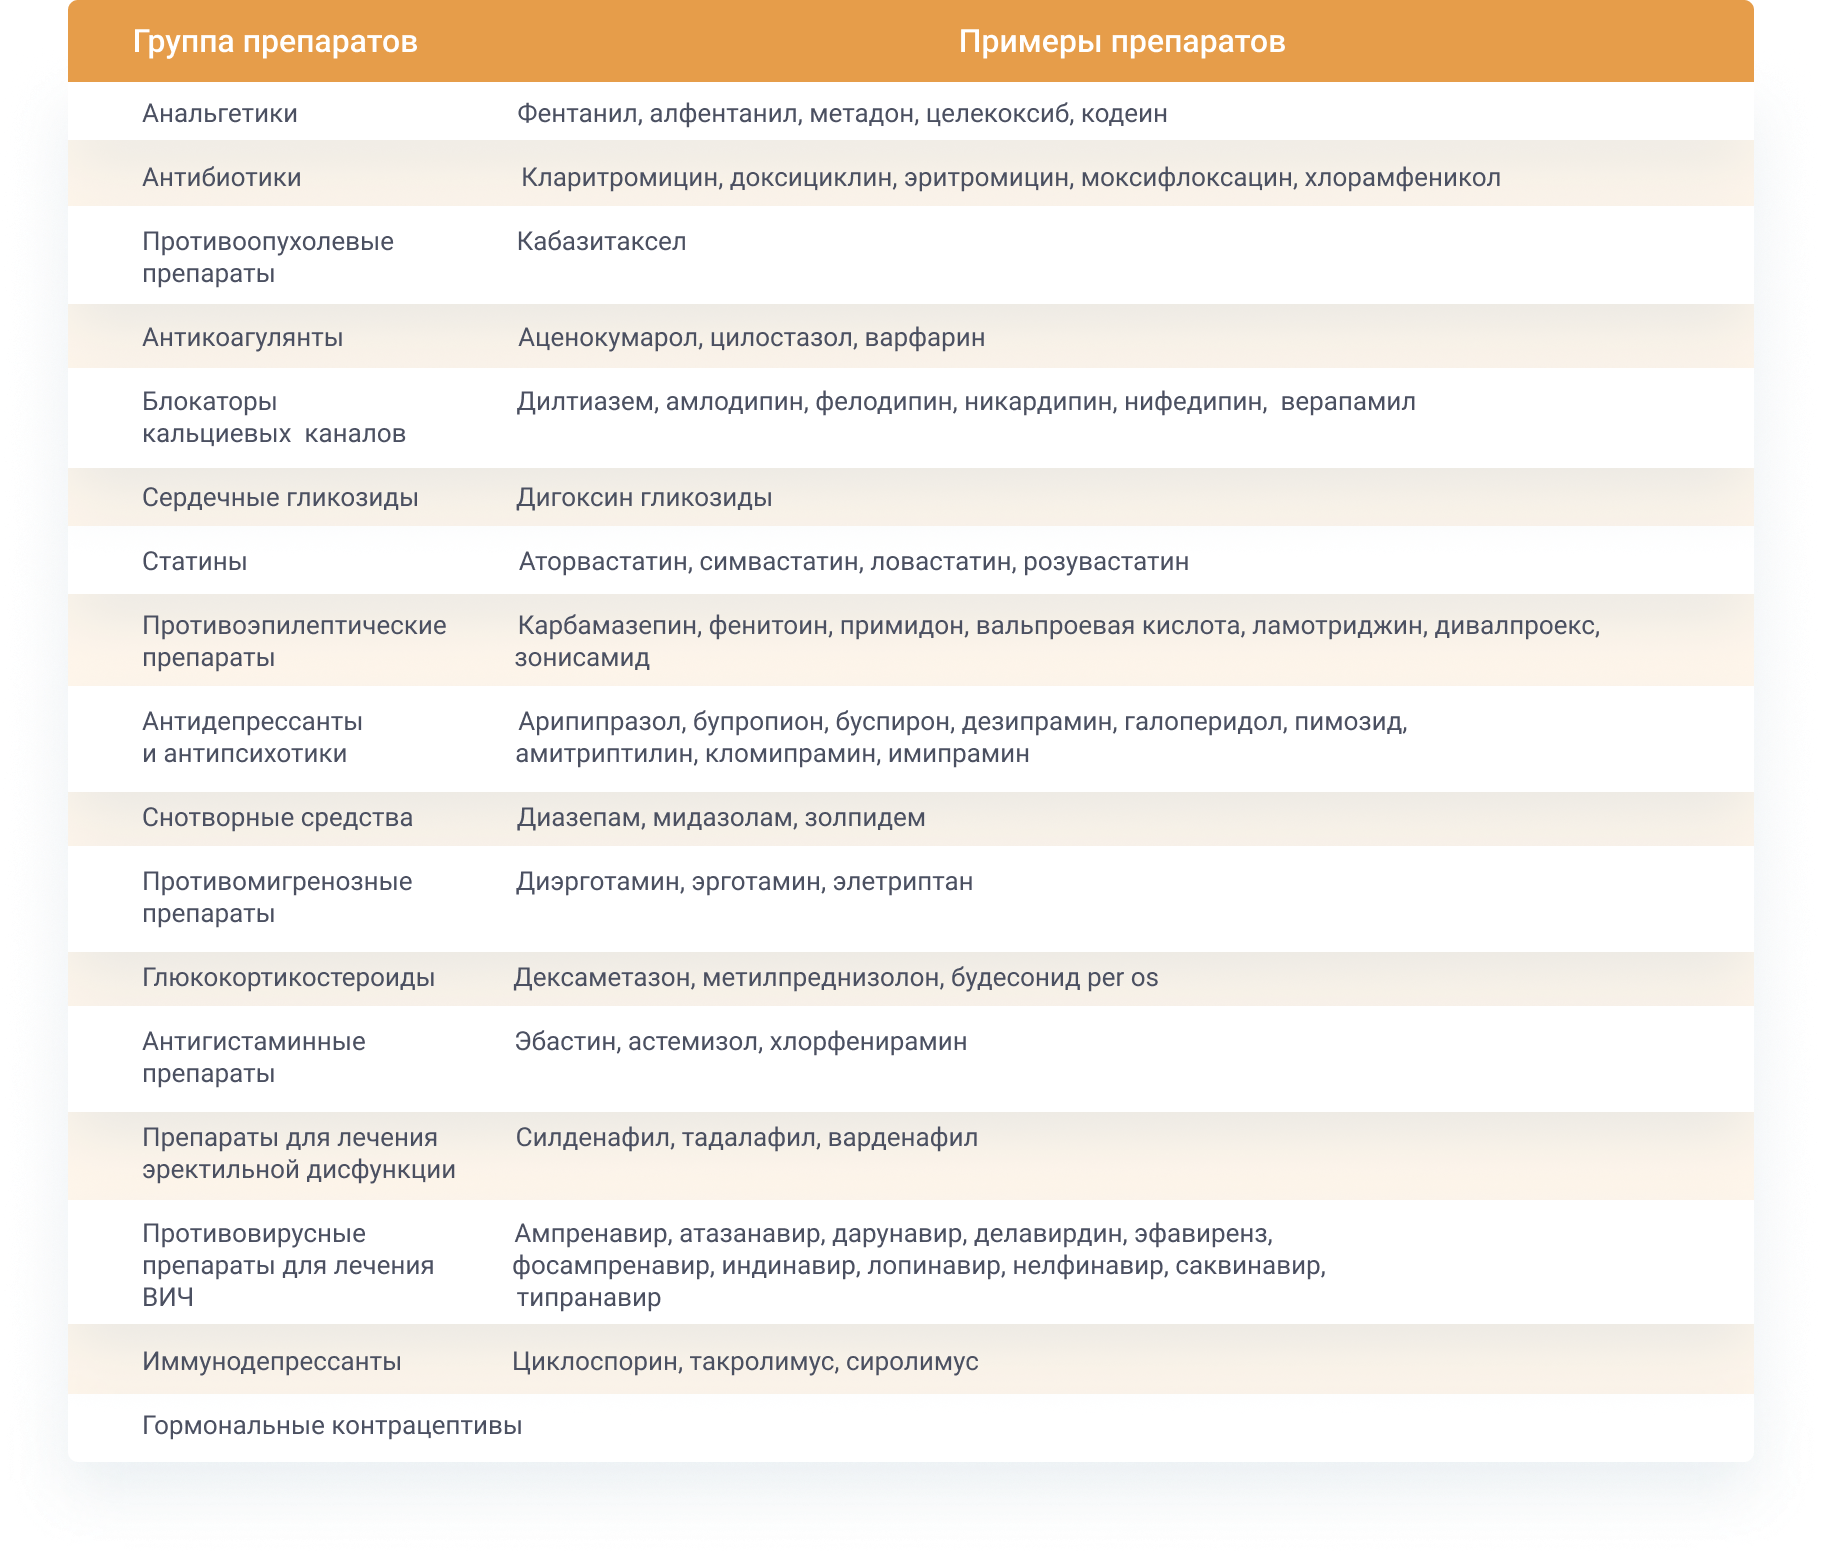 Группа препаратов Примеры препаратов
Анальгетики Фентанил, алфентанил, метадон, целекоксиб, кодеин
Антибиотики Кларитромицин, доксициклин, эритромицин, моксифлоксацин, хлорамфеникол
Противоопухолевые Кабазитаксел
препараты
Антикоагулянты Аценокумарол, цилостазол, варфарин
Блокаторы Дилтиазем, амлодипин, фелодипин, никардипин, нифедипин, верапамил
кальциевых каналов
Сердечные гликозиды Дигоксин гликозиды
Статины Аторвастатин, симвастатин, ловастатин, розувастатин
Противоэпилептические Карбамазепин, фенитоин, примидон, вальпроевая кислота, ламотриджин, дивалпроекс,
препараты зонисамид
Антидепрессанты Арипипразол, бупропион, буспирон, дезипрамин, галоперидол, пимозид,
и антипсихотики амитриптилин, кломипрамин, имипрамин
Снотворные средства Диазепам, мидазолам, золпидем
Противомигренозные Диэрготамин, эрготамин, элетриптан
препараты
Глюкокортикостероиды Дексаметазон, метилпреднизолон, будесонид per os
Антигистаминные Эбастин, астемизол, хлорфенирамин
препараты
Препараты для лечения Силденафил, тадалафил, варденафил
эректильной дисфункции
Противовирусные Ампренавир, атазанавир, дарунавир, делавирдин, эфавиренз,
препараты для лечения фосампренавир, индинавир, лопинавир, нелфинавир, саквинавир,
ВИЧ типранавир
Иммунодепрессанты Циклоспорин, такролимус, сиролимус
Гормональные контрацептивы